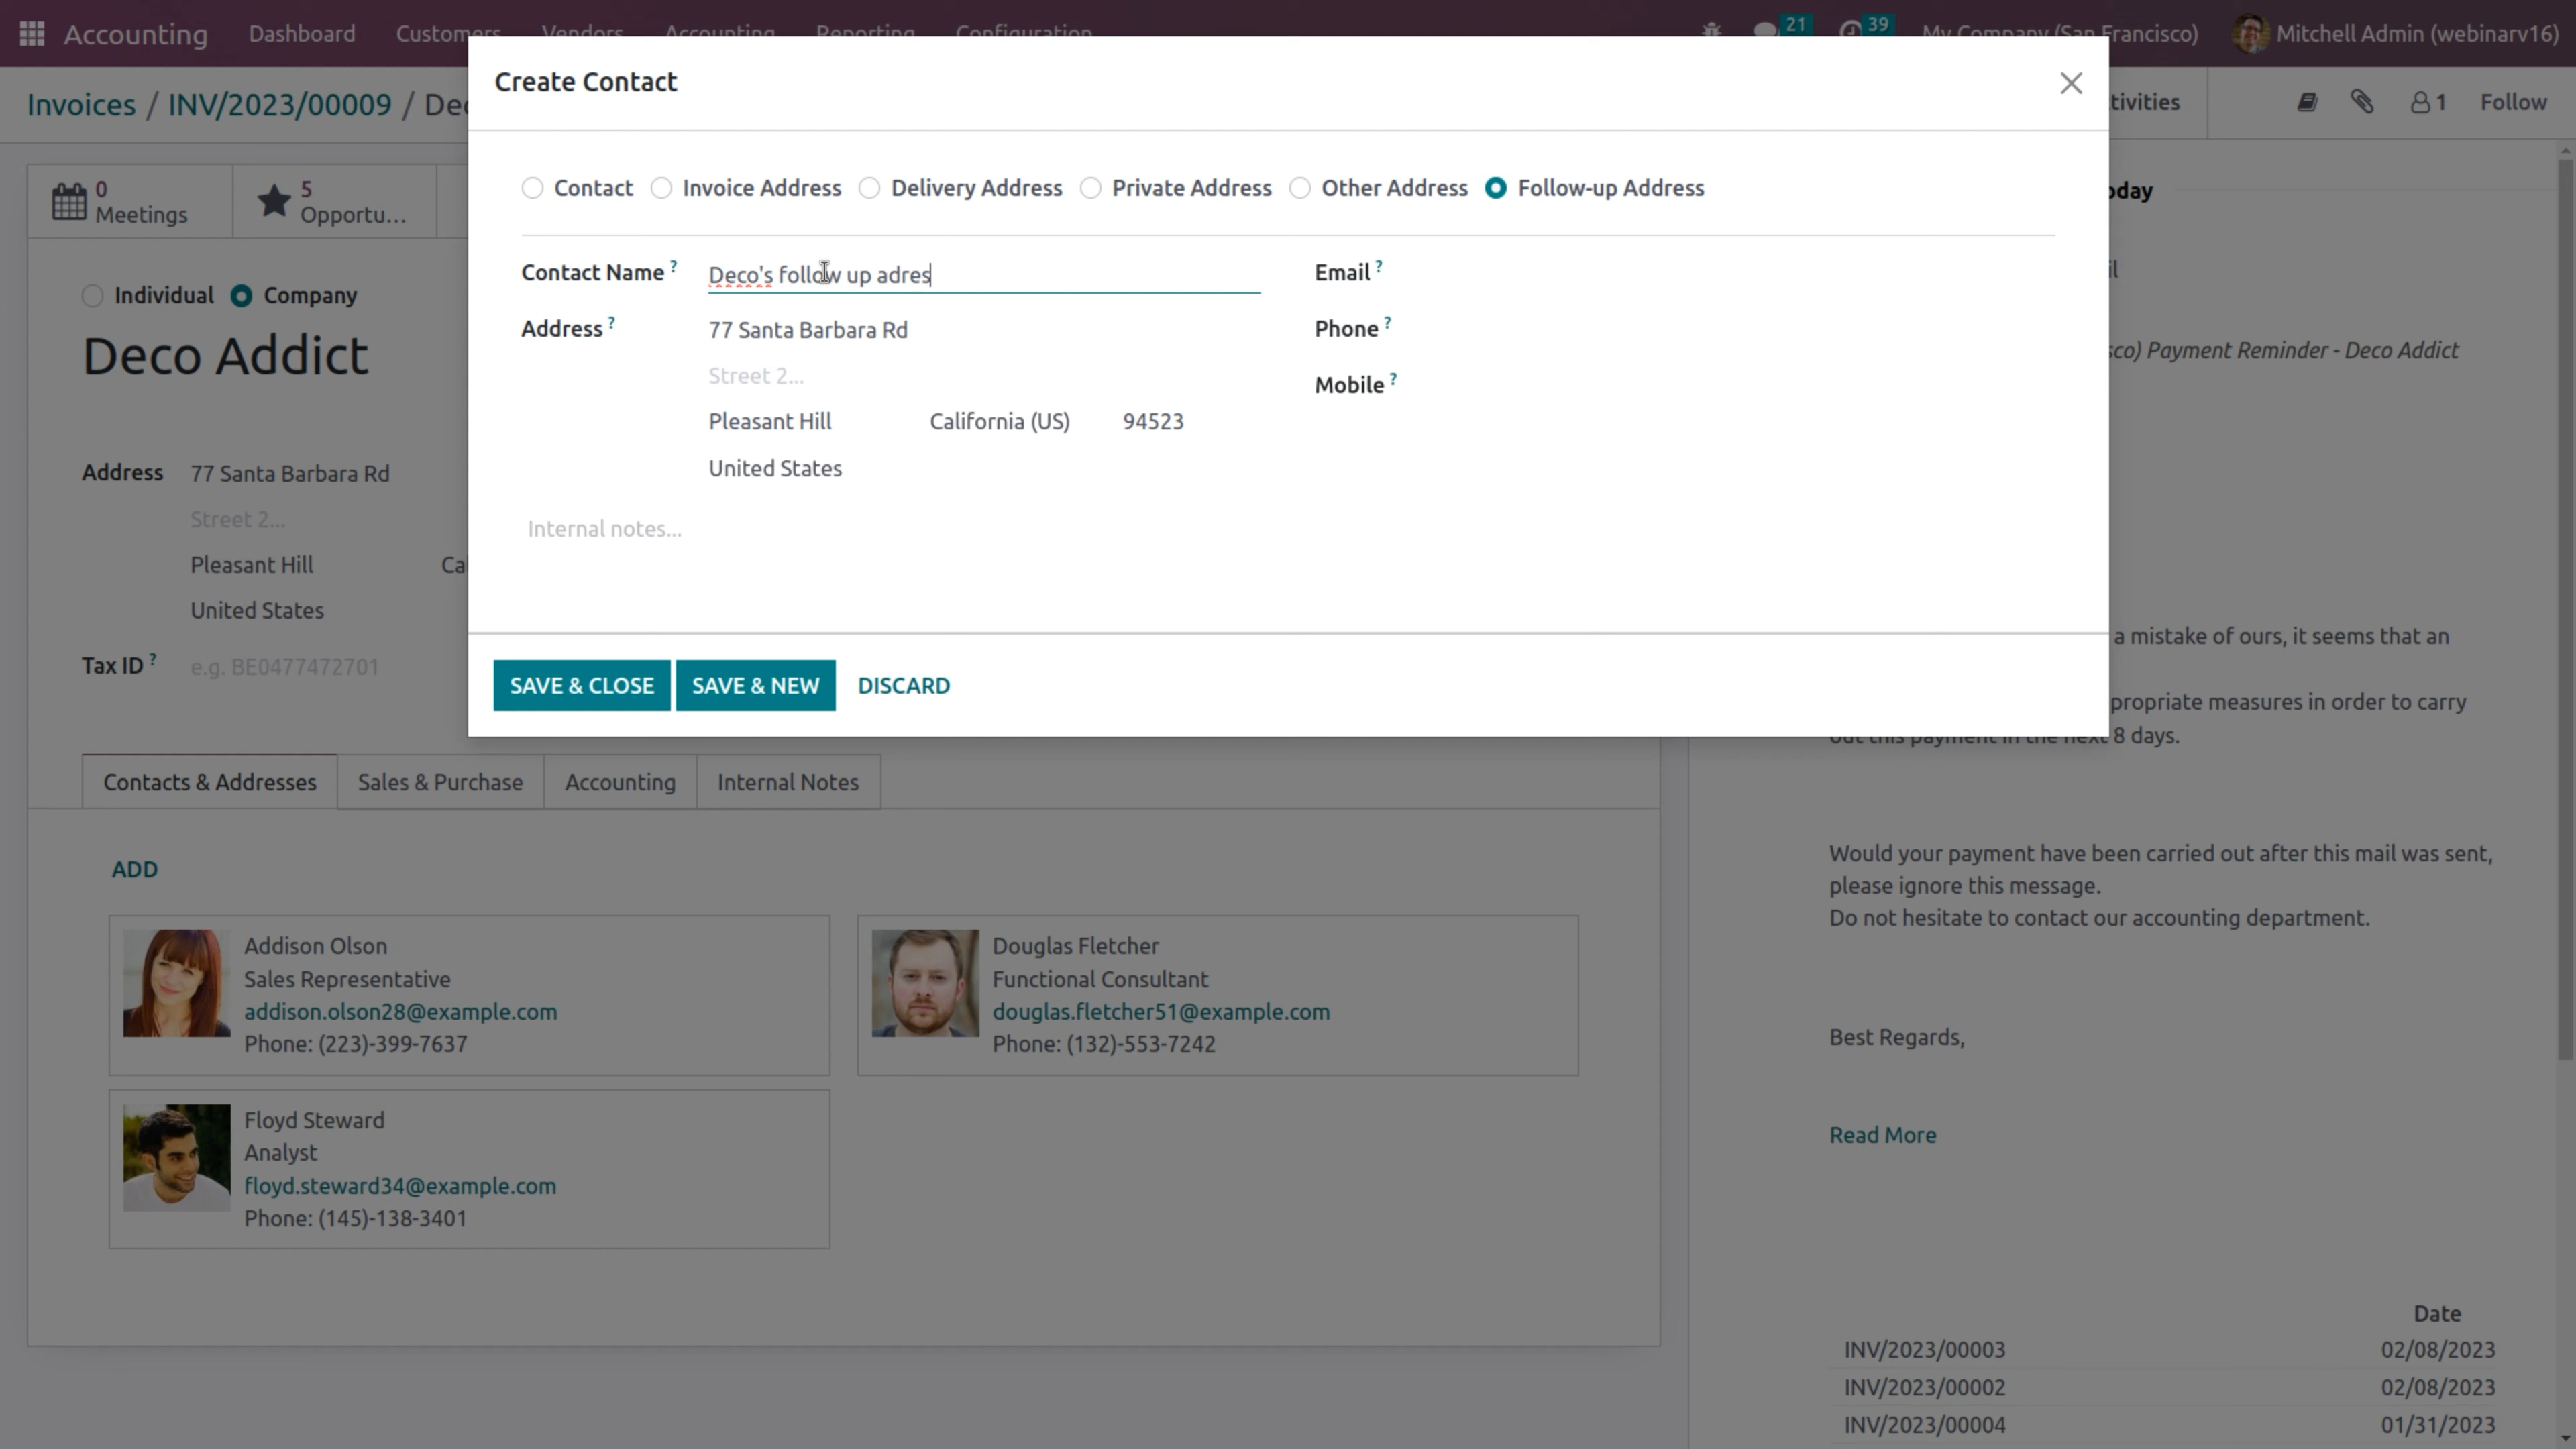 Accounting Dashboard Customers Vendors Accounting Reporting Configuration 21 39 My Company (San Francisco) Mitchell Admin (webinarv16)
Invoices / INV/2023/00009 / Dec
tivities 1 Follow
Create Contact
Contact Invoice Address Delivery Address Private Address Other Address Follow-up Address
Contact Name ? Deco's follow up adres
Address ? 77 Santa Barbara Rd
Street 2...
Pleasant Hill California (US) 94523
United States
Email ?
Phone ?
Mobile ?
Internal notes...
SAVE & CLOSE SAVE & NEW DISCARD
0 Meetings
5 Opportu...
Individual Company
Deco Addict
Address 77 Santa Barbara Rd
Street 2...
Pleasant Hill Cal
United States
Tax ID ? e.g. BE0477472701
Contacts & Addresses Sales & Purchase Accounting Internal Notes
ADD
Addison Olson
Sales Representative
addison.olson28@example.com
Phone: (223)-399-7637
Douglas Fletcher
Functional Consultant
douglas.fletcher51@example.com
Phone: (132)-553-7242
Floyd Steward
Analyst
floyd.steward34@example.com
Phone: (145)-138-3401
oday
il
sco) Payment Reminder - Deco Addict
a mistake of ours, it seems that an
propriate measures in order to carry
out this payment in the next 8 days.
Would your payment have been carried out after this mail was sent,
please ignore this message.
Do not hesitate to contact our accounting department.
Best Regards,
Read More
Date
INV/2023/00003 02/08/2023
INV/2023/00002 02/08/2023
INV/2023/00004 01/31/2023